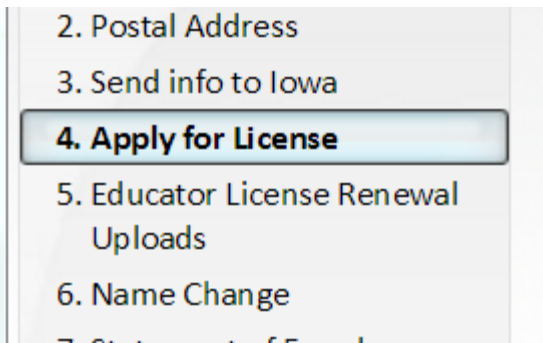 2. Postal Address
3. Send info to Iowa
4. Apply for License
5. Educator License Renewal
Uploads
6. Name Change